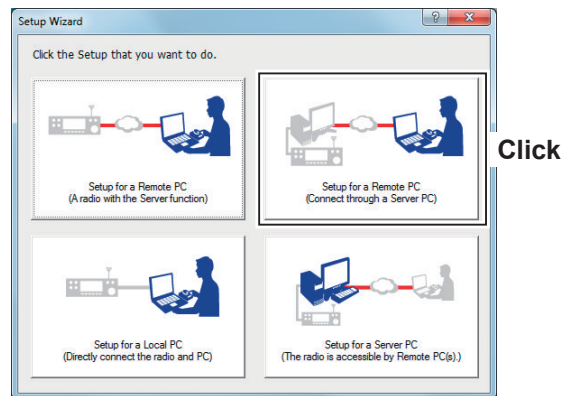 Setup Wizard
Click the Setup that you want to do.
Setup for a Remote PC
(A radio with the Server function)
Setup for a Remote PC
(Connect through a Server PC)
Click
Setup for a Local PC
(Directly connect the radio and PC)
Setup for a Server PC
(The radio is accessible by Remote PC(s).)